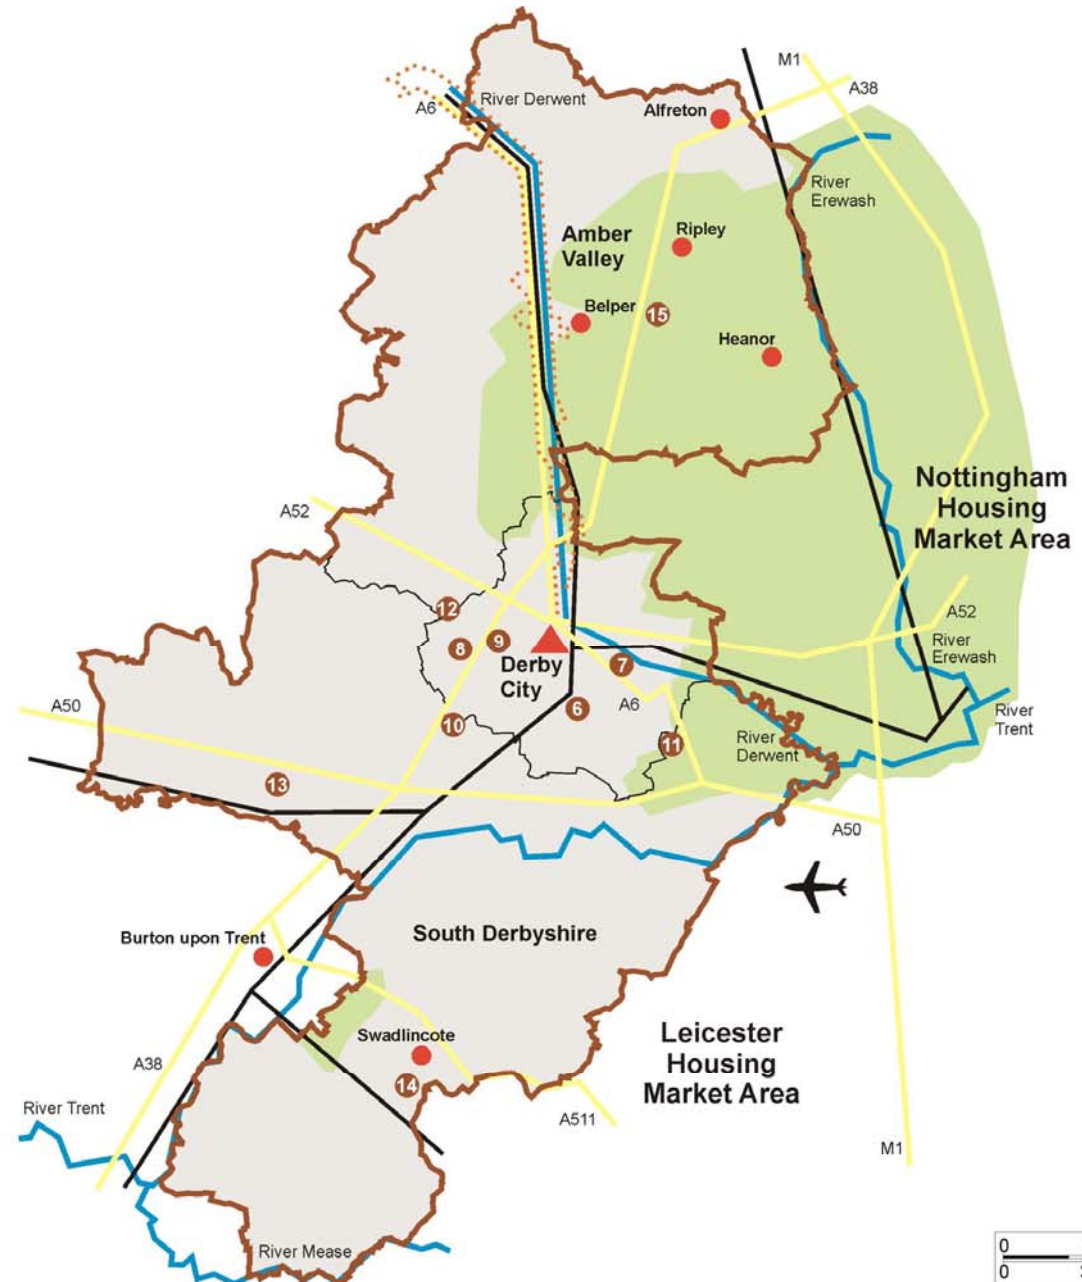 M1
A38
River Derwent
A6
Alfreton
River
Erewash
Amber
Valley
Ripley
Belper
15
Heanor
Nottingham
Housing
Market Area
A52
12
A52
9
8
River
Erewash
Derby
City
7
A50
6
A6
10
River
Trent
11
River
Derwent
13
A50
Burton upon Trent
South Derbyshire
Leicester
Housing
Market Area
Swadlincote
A38
14
River Trent
A511
M1
River Mease
0
0